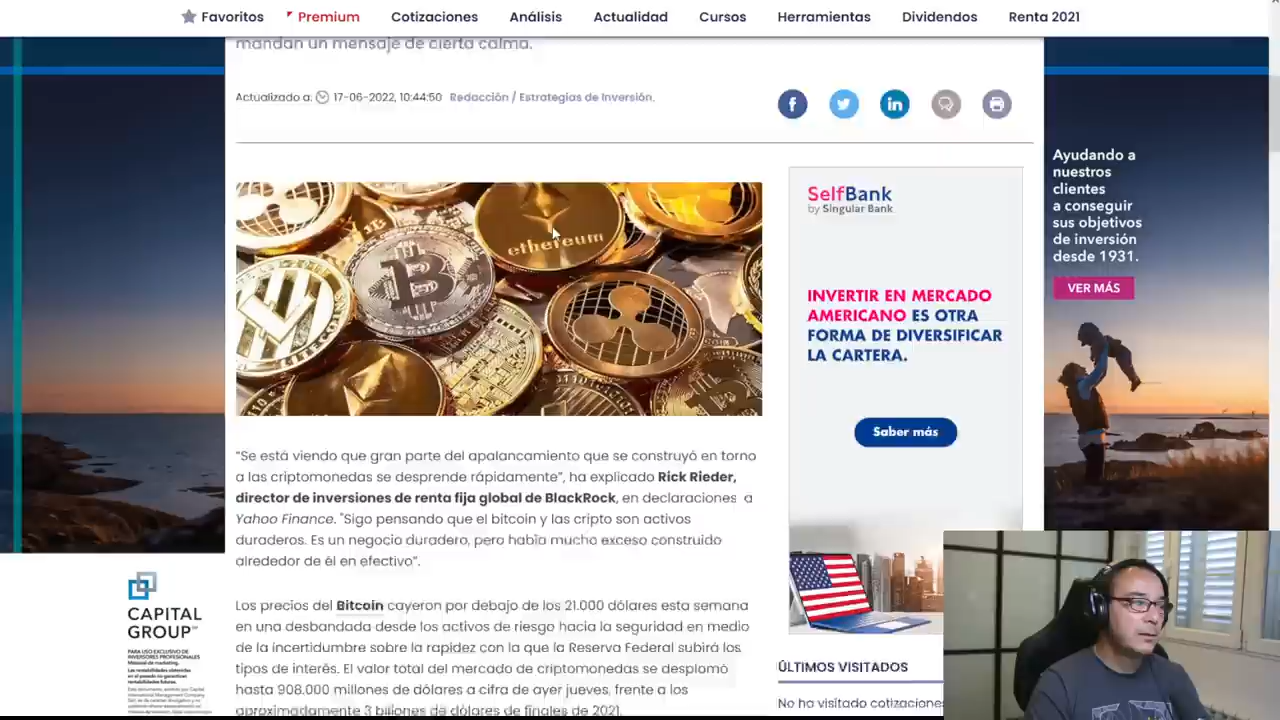 Favoritos Premium Cotizaciones Análisis Actualidad Cursos Herramientas Dividendos Renta 2021
mandan un mensaje de cierta calma.
Actualizado a: 17-06-2022, 10:44:50 Redacción / Estrategias de Inversión.
ethereum
"Se está viendo que gran parte del apalancamiento que se construyó en torno
a las criptomonedas se desprende rápidamente", ha explicado Rick Rieder,
director de inversiones de renta fija global de BlackRock, en declaraciones a
Yahoo Finance. "Sigo pensando que el bitcoin y las cripto son activos
duraderos. Es un negocio duradero, pero había mucho exceso construido
alrededor de él en efectivo".
Los precios del Bitcoin cayeron por debajo de los 21.000 dólares esta semana
en una desbandada desde los activos de riesgo hacia la seguridad en medio
de la incertidumbre sobre la rapidez con la que la Reserva Federal subirá los
tipos de interés. El valor total del mercado de criptomonedas se desplomó
hasta 908.000 millones de dólares a
aproximadamente 3 billones de dólares de finales de 2021.
SelfBank
by Singular Bank
INVERTIR EN MERCADO
AMERICANO ES OTRA
FORMA DE DIVERSIFICAR
LA CARTERA.
Saber más
ÚLTIMOS VISITADOS
No ha visitado cotizaciones
Ayudando a
nuestros
clientes
a conseguir
sus objetivos
de inversión
desde 1931.
VER MÁS
CAPITAL
GROUP
PARA USO EXCLUSIVO DE
INVERSORES PROFESIONALES
Material de marketing.